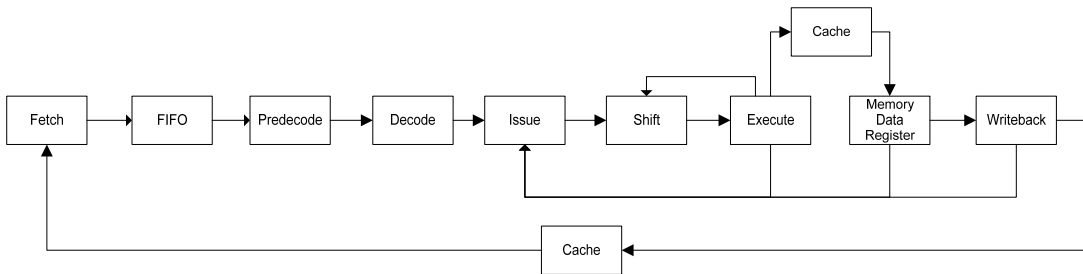 Cache
Fetch
FIFO
Predecode
Decode
Issue
Shift
Execute
Memory
Data
Register
Writeback
Cache